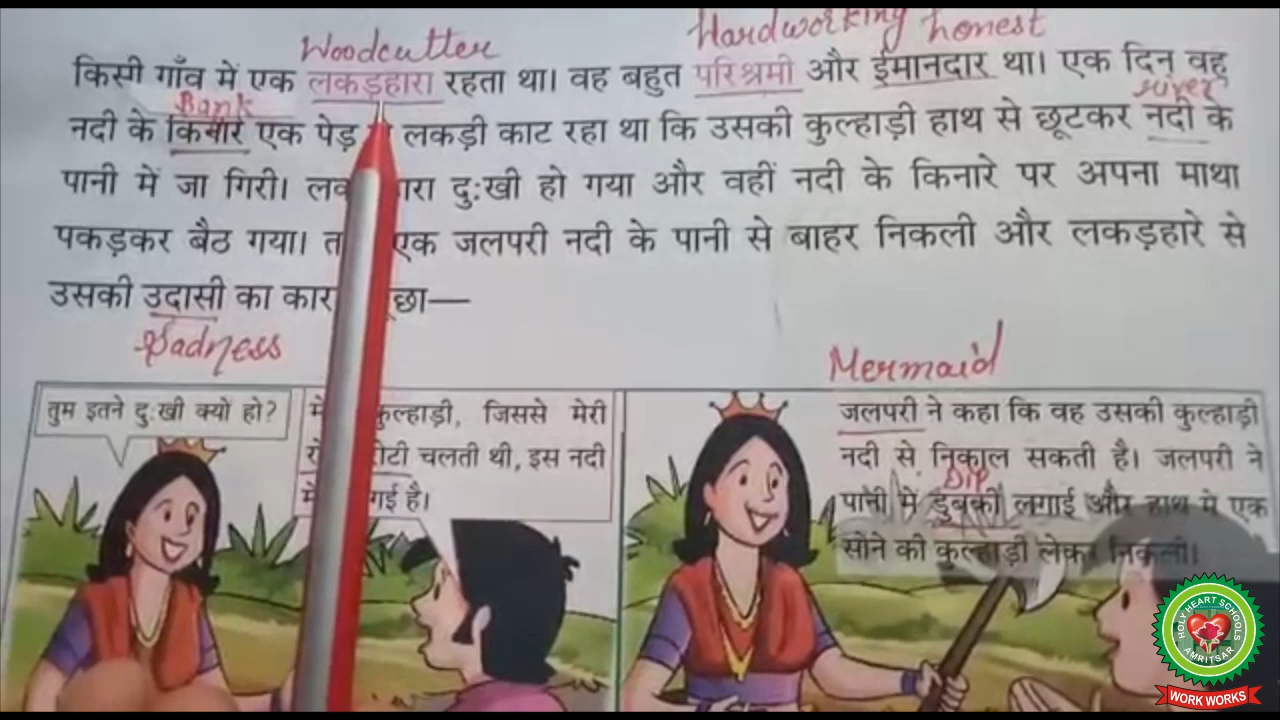 Woodcutter Hardworking honest
किसी गाँव में एक लकड़हारा रहता था। वह बहुत परिश्रमी और ईमानदार था। एक दिन वह
Bank river
नदी के किनारे एक पेड़ लकड़ी काट रहा था कि उसकी कुल्हाड़ी हाथ से छूटकर नदी के
पानी में जा गिरी। दुःखी हो गया और वहीं नदी के किनारे पर अपना माथा
पकड़कर बैठ गया। एक जलपरी नदी के पानी से बाहर निकली और लकड़हारे से
उसकी उदासी का
Sadness
Mermaid
तुम इतने दुःखी क्यों हो?
कुल्हाड़ी, जिससे मेरी
चलती थी, इस नदी
गई है।
जलपरी ने कहा कि वह उसकी कुल्हाड़ी
नदी से निकाल सकती है। जलपरी ने
Dip
पानी में डुबकी लगाई और हाथ में एक
सोने की कुल्हाड़ी लेकर निकली।
HOLY HEART SCHOOLS
AMRITSAR
WORK WORKS